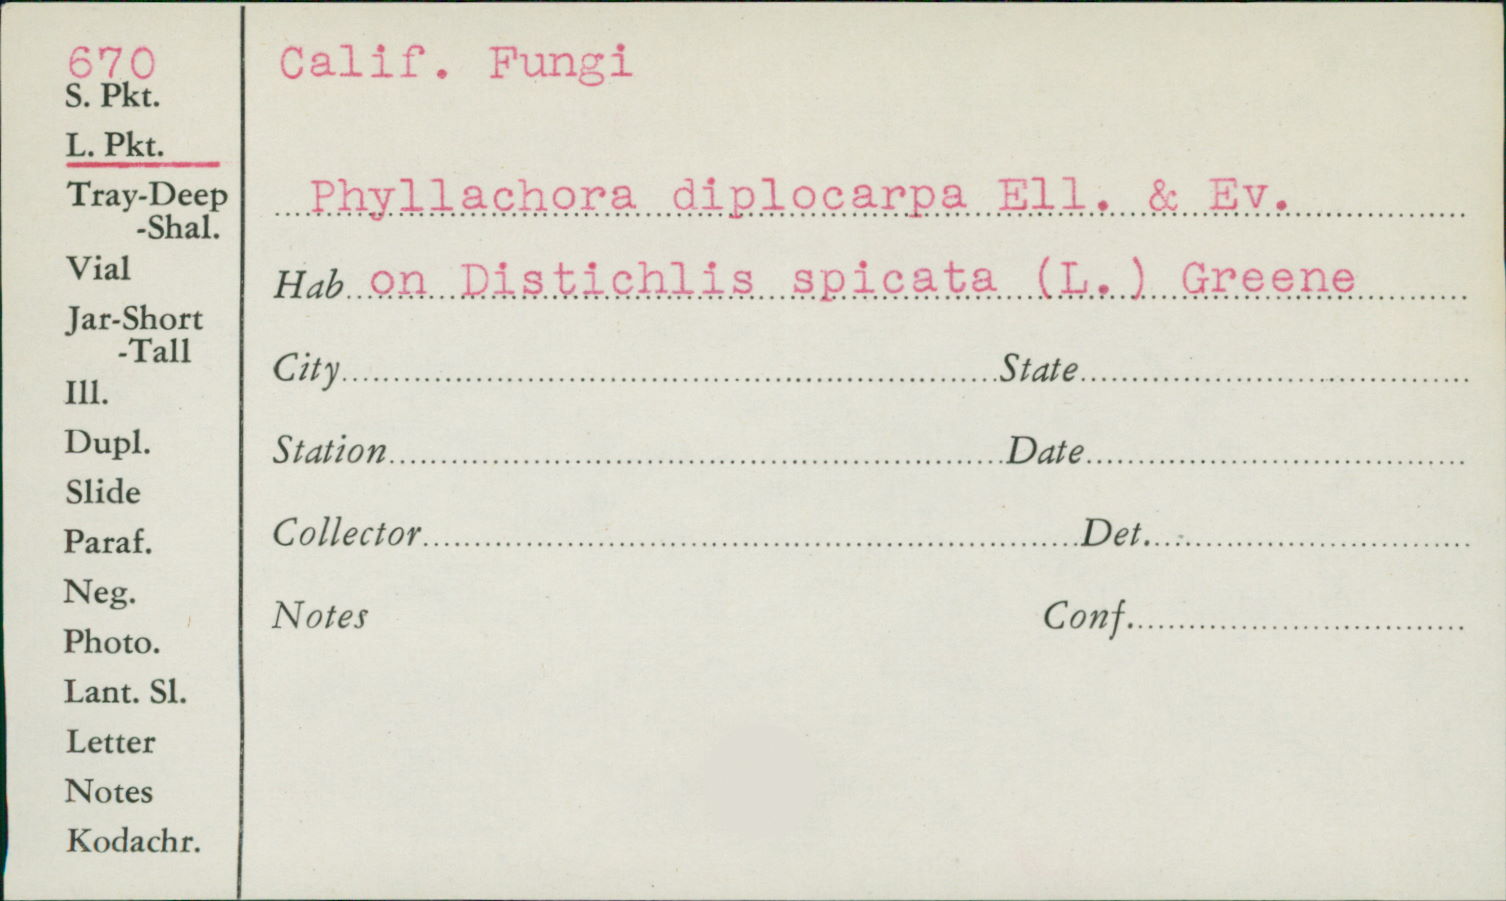 670
S. Pkt.
L. Pkt.
Tray-Deep
-Shal.
Vial
Jar-Short
-Tall
Ill.
Dupl.
Slide
Paraf.
Neg.
Photo.
Lant. Sl.
Letter
Notes
Kodachr.
Calif. Fungi
Phyllachora diplocarpa Ell. & Ev.
Hab on Distichlis spicata (L.) Greene
City State
Station Date
Collector Det.
Notes Conf.